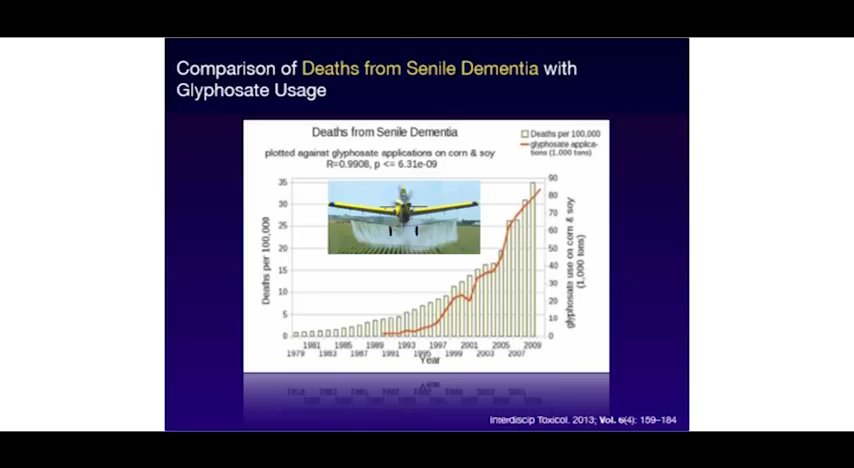 Comparison of Deaths from Senile Dementia with
Glyphosate Usage
Deaths from Senile Dementia
plotted against glyphosate applications on corn & soy
R=0.9908, p <= 6.31e-09
Deaths per 100,000
glyphosate applica-
tions (1,000 tons)
Deaths per 100,000
35
30
25
20
15
10
5
0
90
80
70
60
50
40
30
20
10
0
glyphosate use on corn & soy
(1,000 tons)
1981 1985 1989 1993 1997 2001 2005 2009
1979 1983 1987 1991 1995 1999 2003 2007
Year
Interdiscip Toxicol. 2013; Vol. 6(4): 159–184